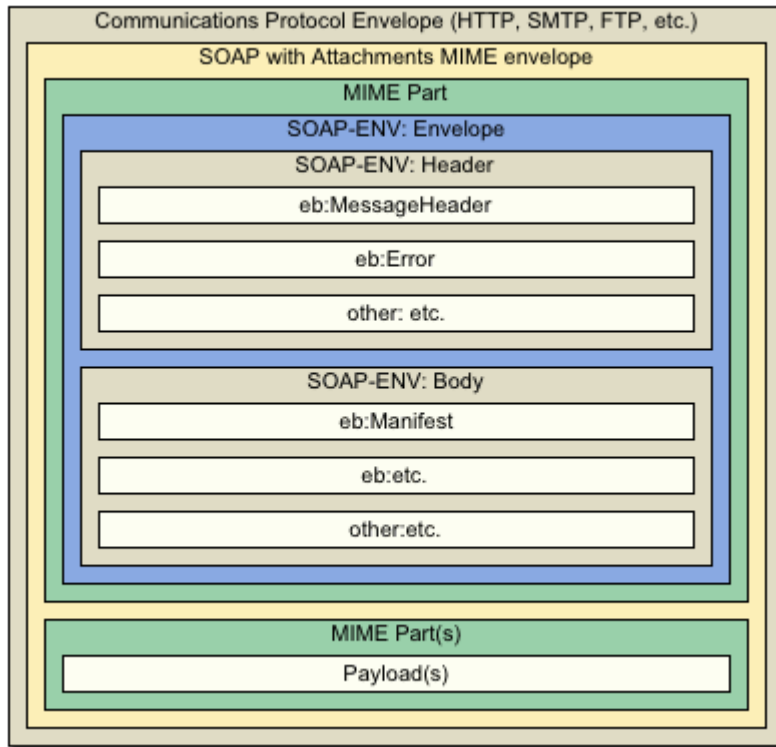 Communications Protocol Envelope (HTTP, SMTP, FTP, etc.)
SOAP with Attachments MIME envelope
MIME Part
SOAP-ENV: Envelope
SOAP-ENV: Header
eb:MessageHeader
eb:Error
other: etc.
SOAP-ENV: Body
eb:Manifest
eb:etc.
other:etc.
MIME Part(s)
Payload(s)